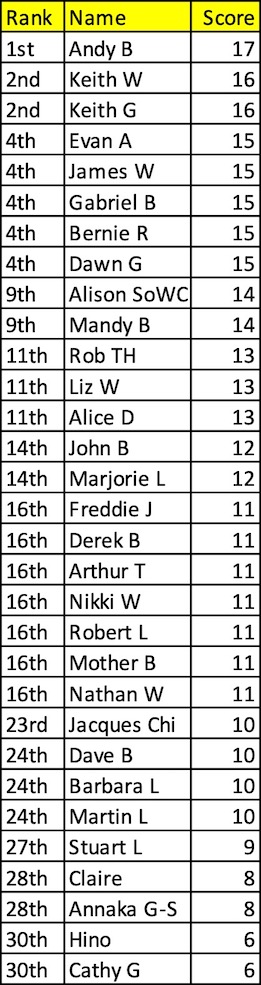 Rank Name Score
1st Andy B 17
2nd Keith W 16
2nd Keith G 16
4th Evan A 15
4th James W 15
4th Gabriel B 15
4th Bernie R 15
4th Dawn G 15
9th Alison SoWC 14
9th Mandy B 14
11th Rob TH 13
11th Liz W 13
11th Alice D 13
14th John B 12
14th Marjorie L 12
16th Freddie J 11
16th Derek B 11
16th Arthur T 11
16th Nikki W 11
16th Robert L 11
16th Mother B 11
16th Nathan W 11
23rd Jacques Chi 10
24th Dave B 10
24th Barbara L 10
24th Martin L 10
27th Stuart L 9
28th Claire 8
28th Annaka G-S 8
30th Hino 6
30th Cathy G 6